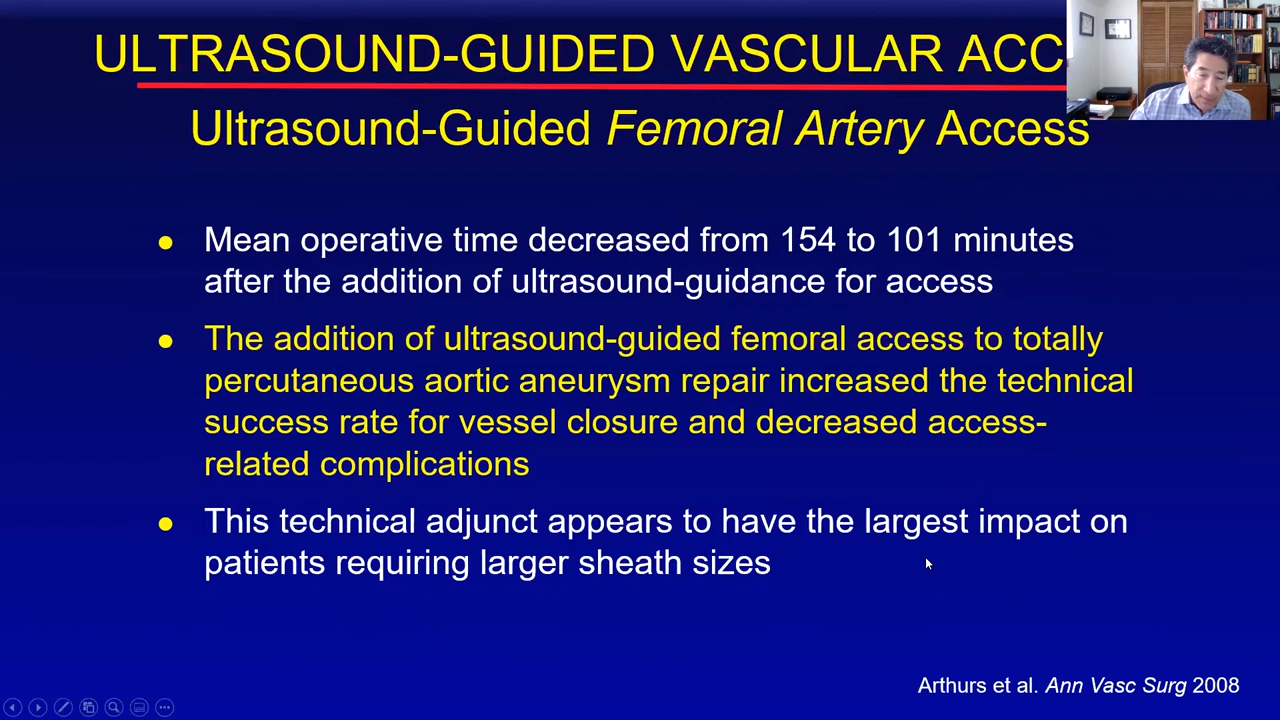 ULTRASOUND-GUIDED VASCULAR ACC
Ultrasound-Guided Femoral Artery Access
● Mean operative time decreased from 154 to 101 minutes
after the addition of ultrasound-guidance for access
● The addition of ultrasound-guided femoral access to totally
percutaneous aortic aneurysm repair increased the technical
success rate for vessel closure and decreased access-
related complications
● This technical adjunct appears to have the largest impact on
patients requiring larger sheath sizes
Arthurs et al. Ann Vasc Surg 2008